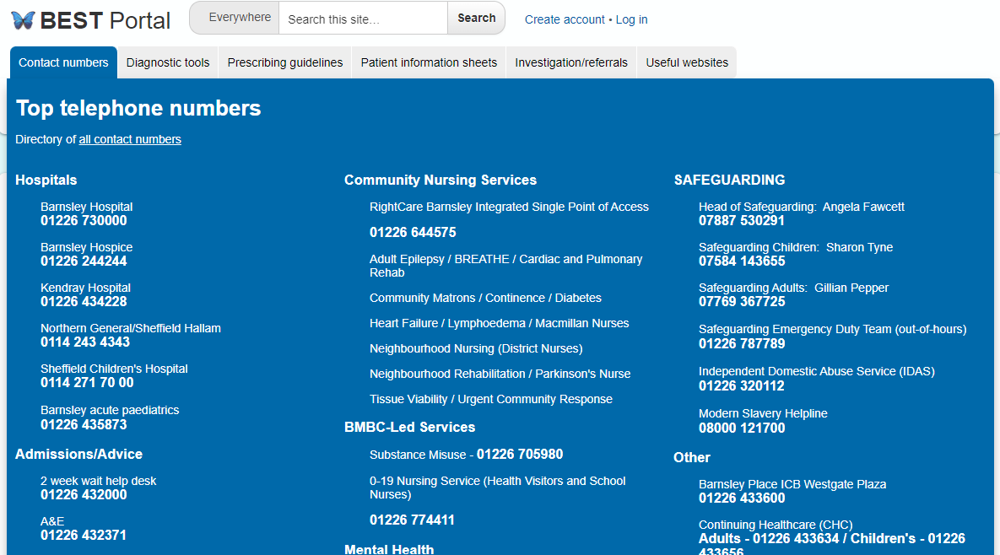 BEST Portal
Everywhere
Search this site…
Search
Create account • Log in
Contact numbers
Diagnostic tools
Prescribing guidelines
Patient information sheets
Investigation/referrals
Useful websites
Top telephone numbers
Directory of all contact numbers
Hospitals
Barnsley Hospital
01226 730000
Barnsley Hospice
01226 244244
Kendray Hospital
01226 434228
Northern General/Sheffield Hallam
0114 243 4343
Sheffield Children's Hospital
0114 271 70 00
Barnsley acute paediatrics
01226 435873
Admissions/Advice
2 week wait help desk
01226 432000
A&E
01226 432371
Community Nursing Services
RightCare Barnsley Integrated Single Point of Access
01226 644575
Adult Epilepsy / BREATHE / Cardiac and Pulmonary
Rehab
Community Matrons / Continence / Diabetes
Heart Failure / Lymphoedema / Macmillan Nurses
Neighbourhood Nursing (District Nurses)
Neighbourhood Rehabilitation / Parkinson's Nurse
Tissue Viability / Urgent Community Response
BMBC-Led Services
Substance Misuse - 01226 705980
0-19 Nursing Service (Health Visitors and School
Nurses)
01226 774411
Mental Health
SAFEGUARDING
Head of Safeguarding:  Angela Fawcett
07887 530291
Safeguarding Children:  Sharon Tyne
07584 143655
Safeguarding Adults:  Gillian Pepper
07769 367725
Safeguarding Emergency Duty Team (out-of-hours)
01226 787789
Independent Domestic Abuse Service (IDAS)
01226 320112
Modern Slavery Helpline
08000 121700
Other
Barnsley Place ICB Westgate Plaza
01226 433600
Continuing Healthcare (CHC)
Adults - 01226 433634 / Children's - 01226
433656